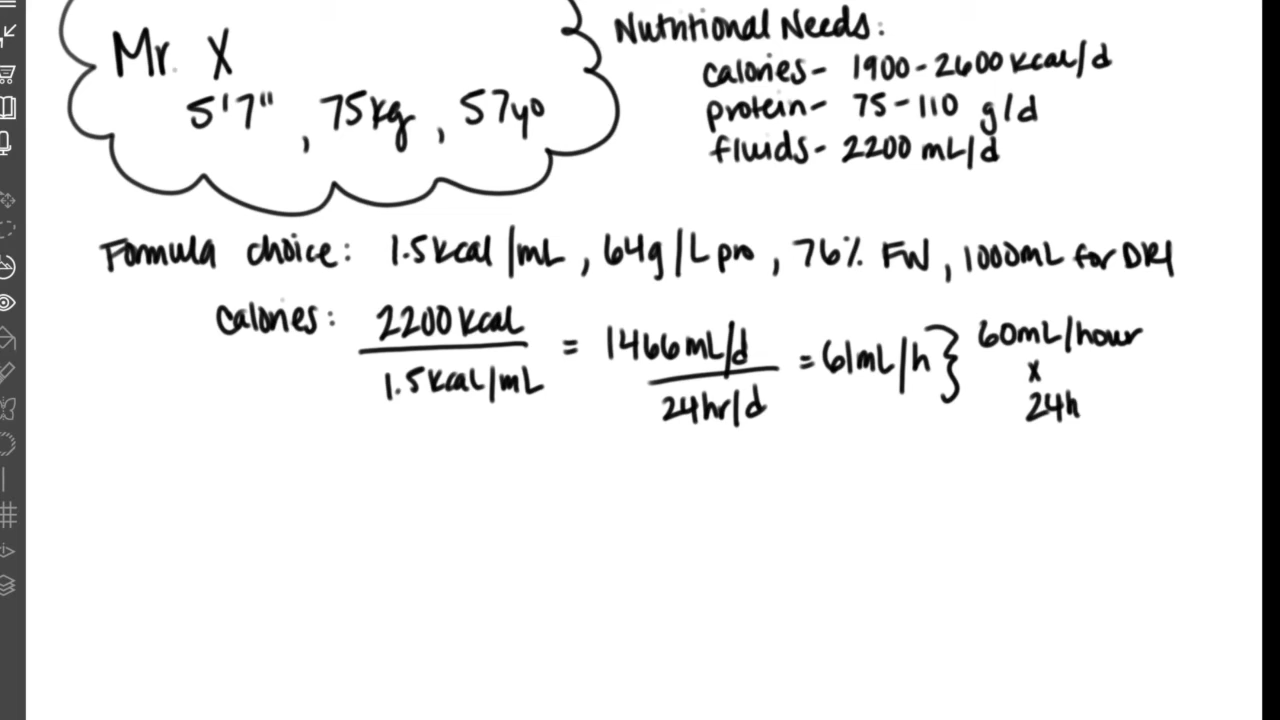 Mr. X
5'7", 75kg, 57yo
Nutritional Needs:
calories- 1900-2600 kcal/d
protein- 75-110 g/d
fluids- 2200 mL/d
Formula choice: 1.5kcal/mL, 64g/L pro, 76% FW, 1000mL for DRI
calories: 2200 kcal / 1.5kcal/mL = 1466mL/d / 24hr/d = 61mL/h } 60mL/hour
x
24h